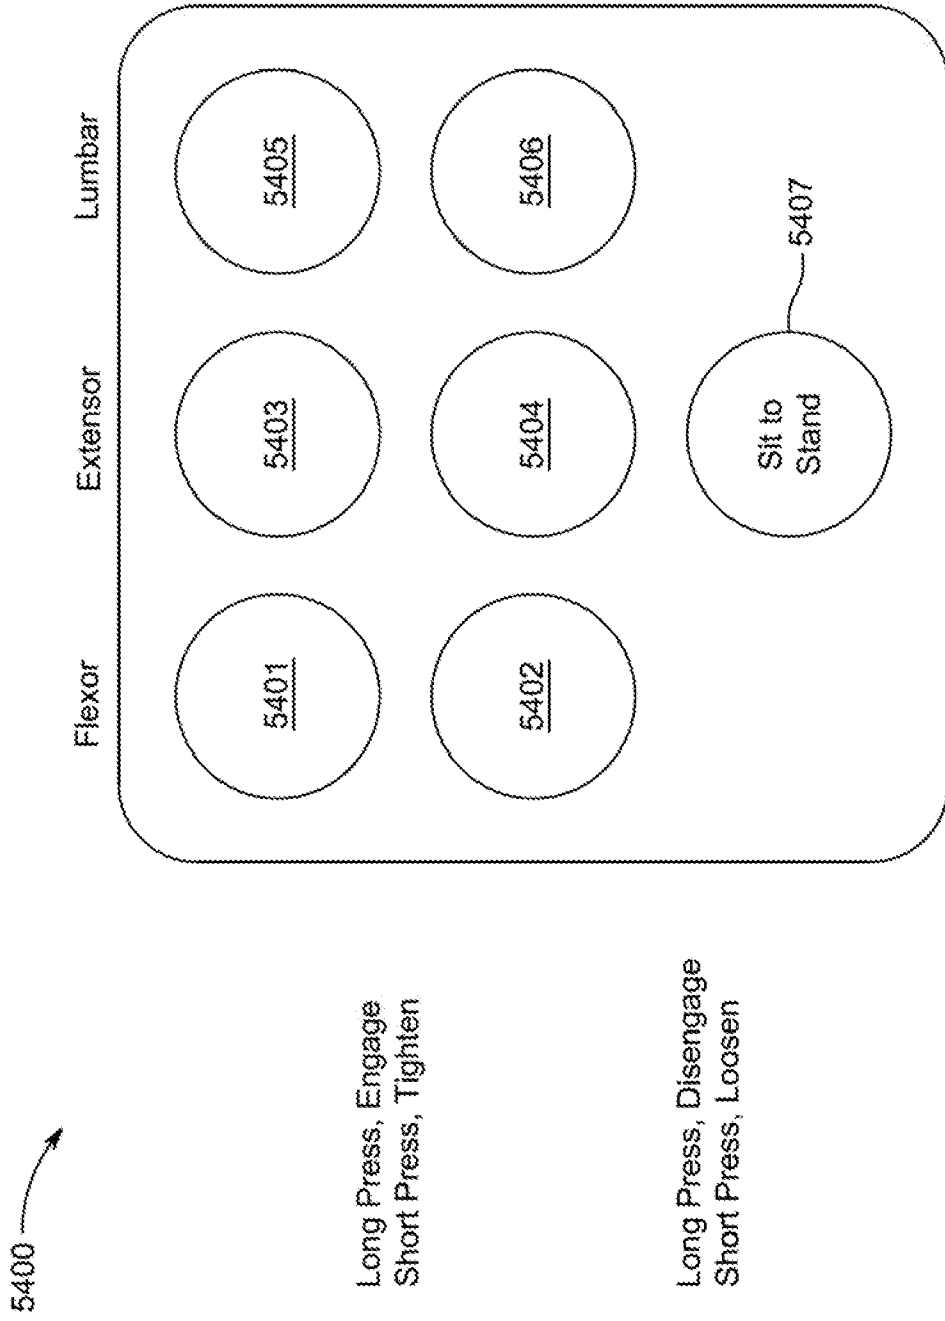 5400
Flexor
Extensor
Lumbar
Long Press, Engage
Short Press, Tighten
5401
5403
5405
Long Press, Disengage
Short Press, Loosen
5402
5404
5406
Sit to
Stand
5407